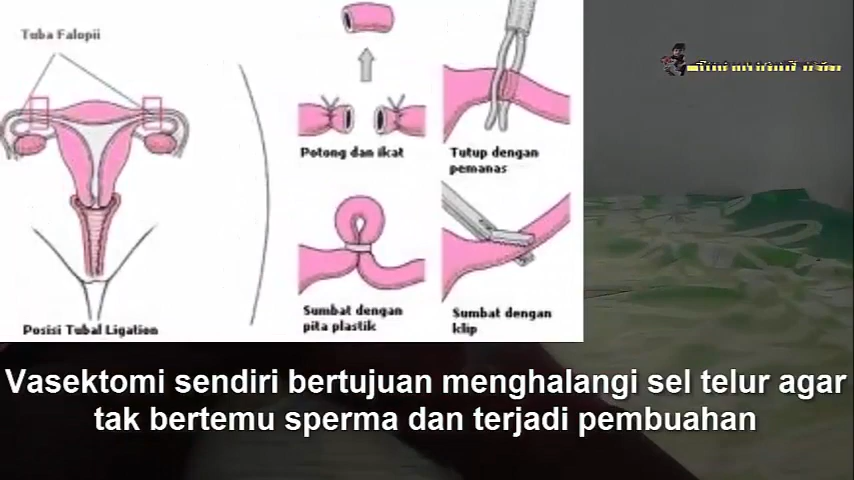 Tuba Falopii
Potong dan ikat
Tutup dengan
pemanas
Sumbat dengan
pita plastik
Sumbat dengan
klip
Posisi Tubal Ligation
Vasektomi sendiri bertujuan menghalangi sel telur agar
tak bertemu sperma dan terjadi pembuahan